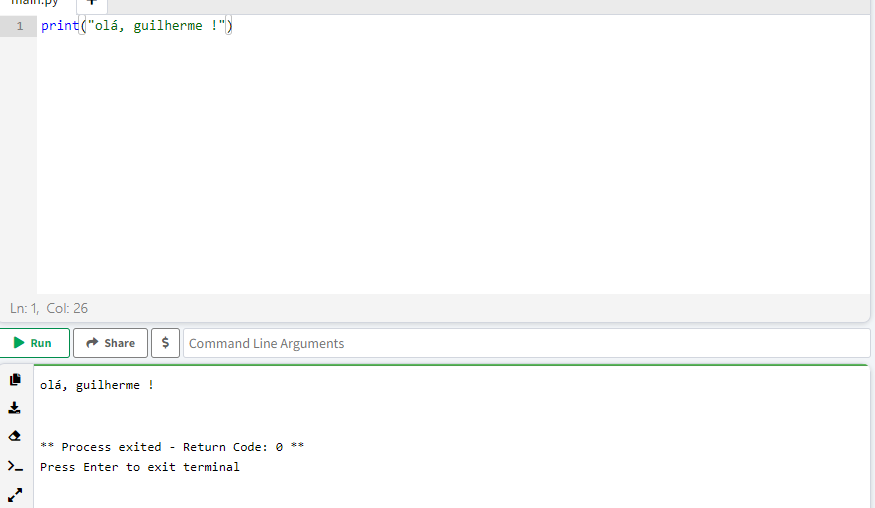 main.py +
1 print("olá, guilherme !")
Ln: 1, Col: 26
Run Share $ Command Line Arguments
olá, guilherme !
** Process exited - Return Code: 0 **
Press Enter to exit terminal